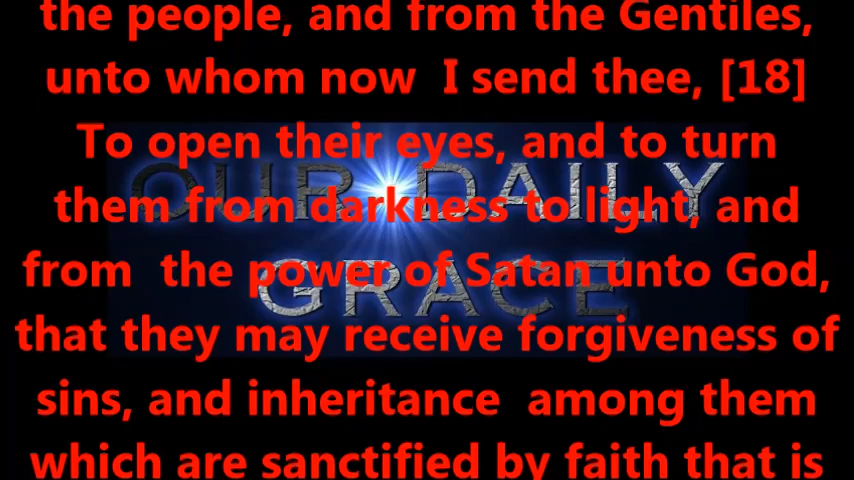 the people, and from the Gentiles,
unto whom now I send thee, [18]
To open their eyes, and to turn
them from darkness to light, and
from the power of Satan unto God,
that they may receive forgiveness of
sins, and inheritance among them
which are sanctified by faith that is
OUR DAILY
GRACE